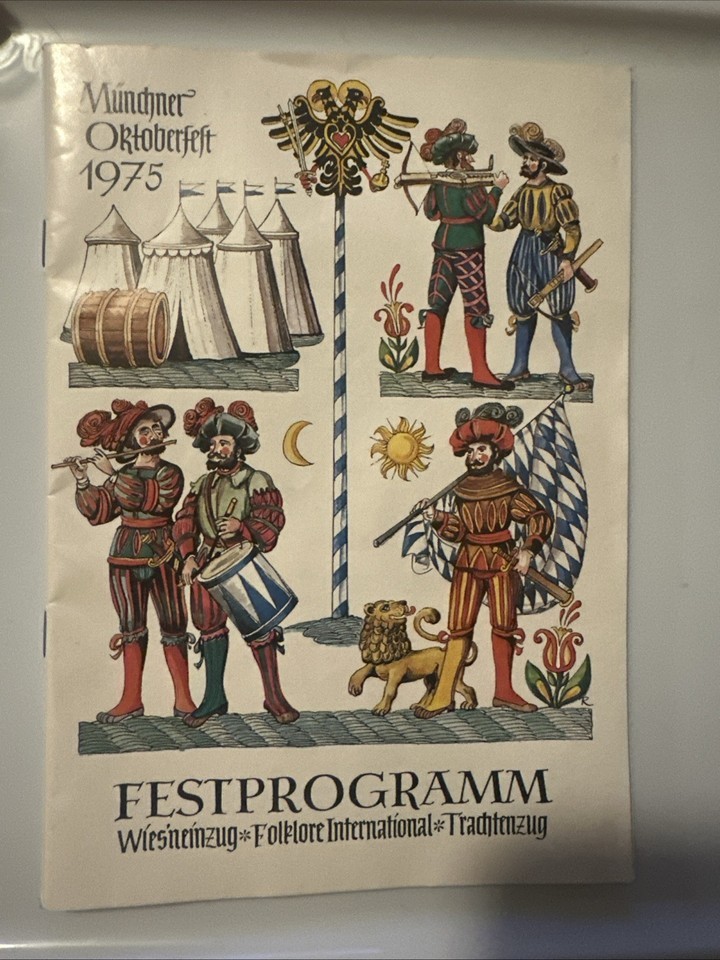 Münchner
Oktoberfest
1975
R
FESTPROGRAMM
Wies'neinzug*Folklore International*Trachtenzug